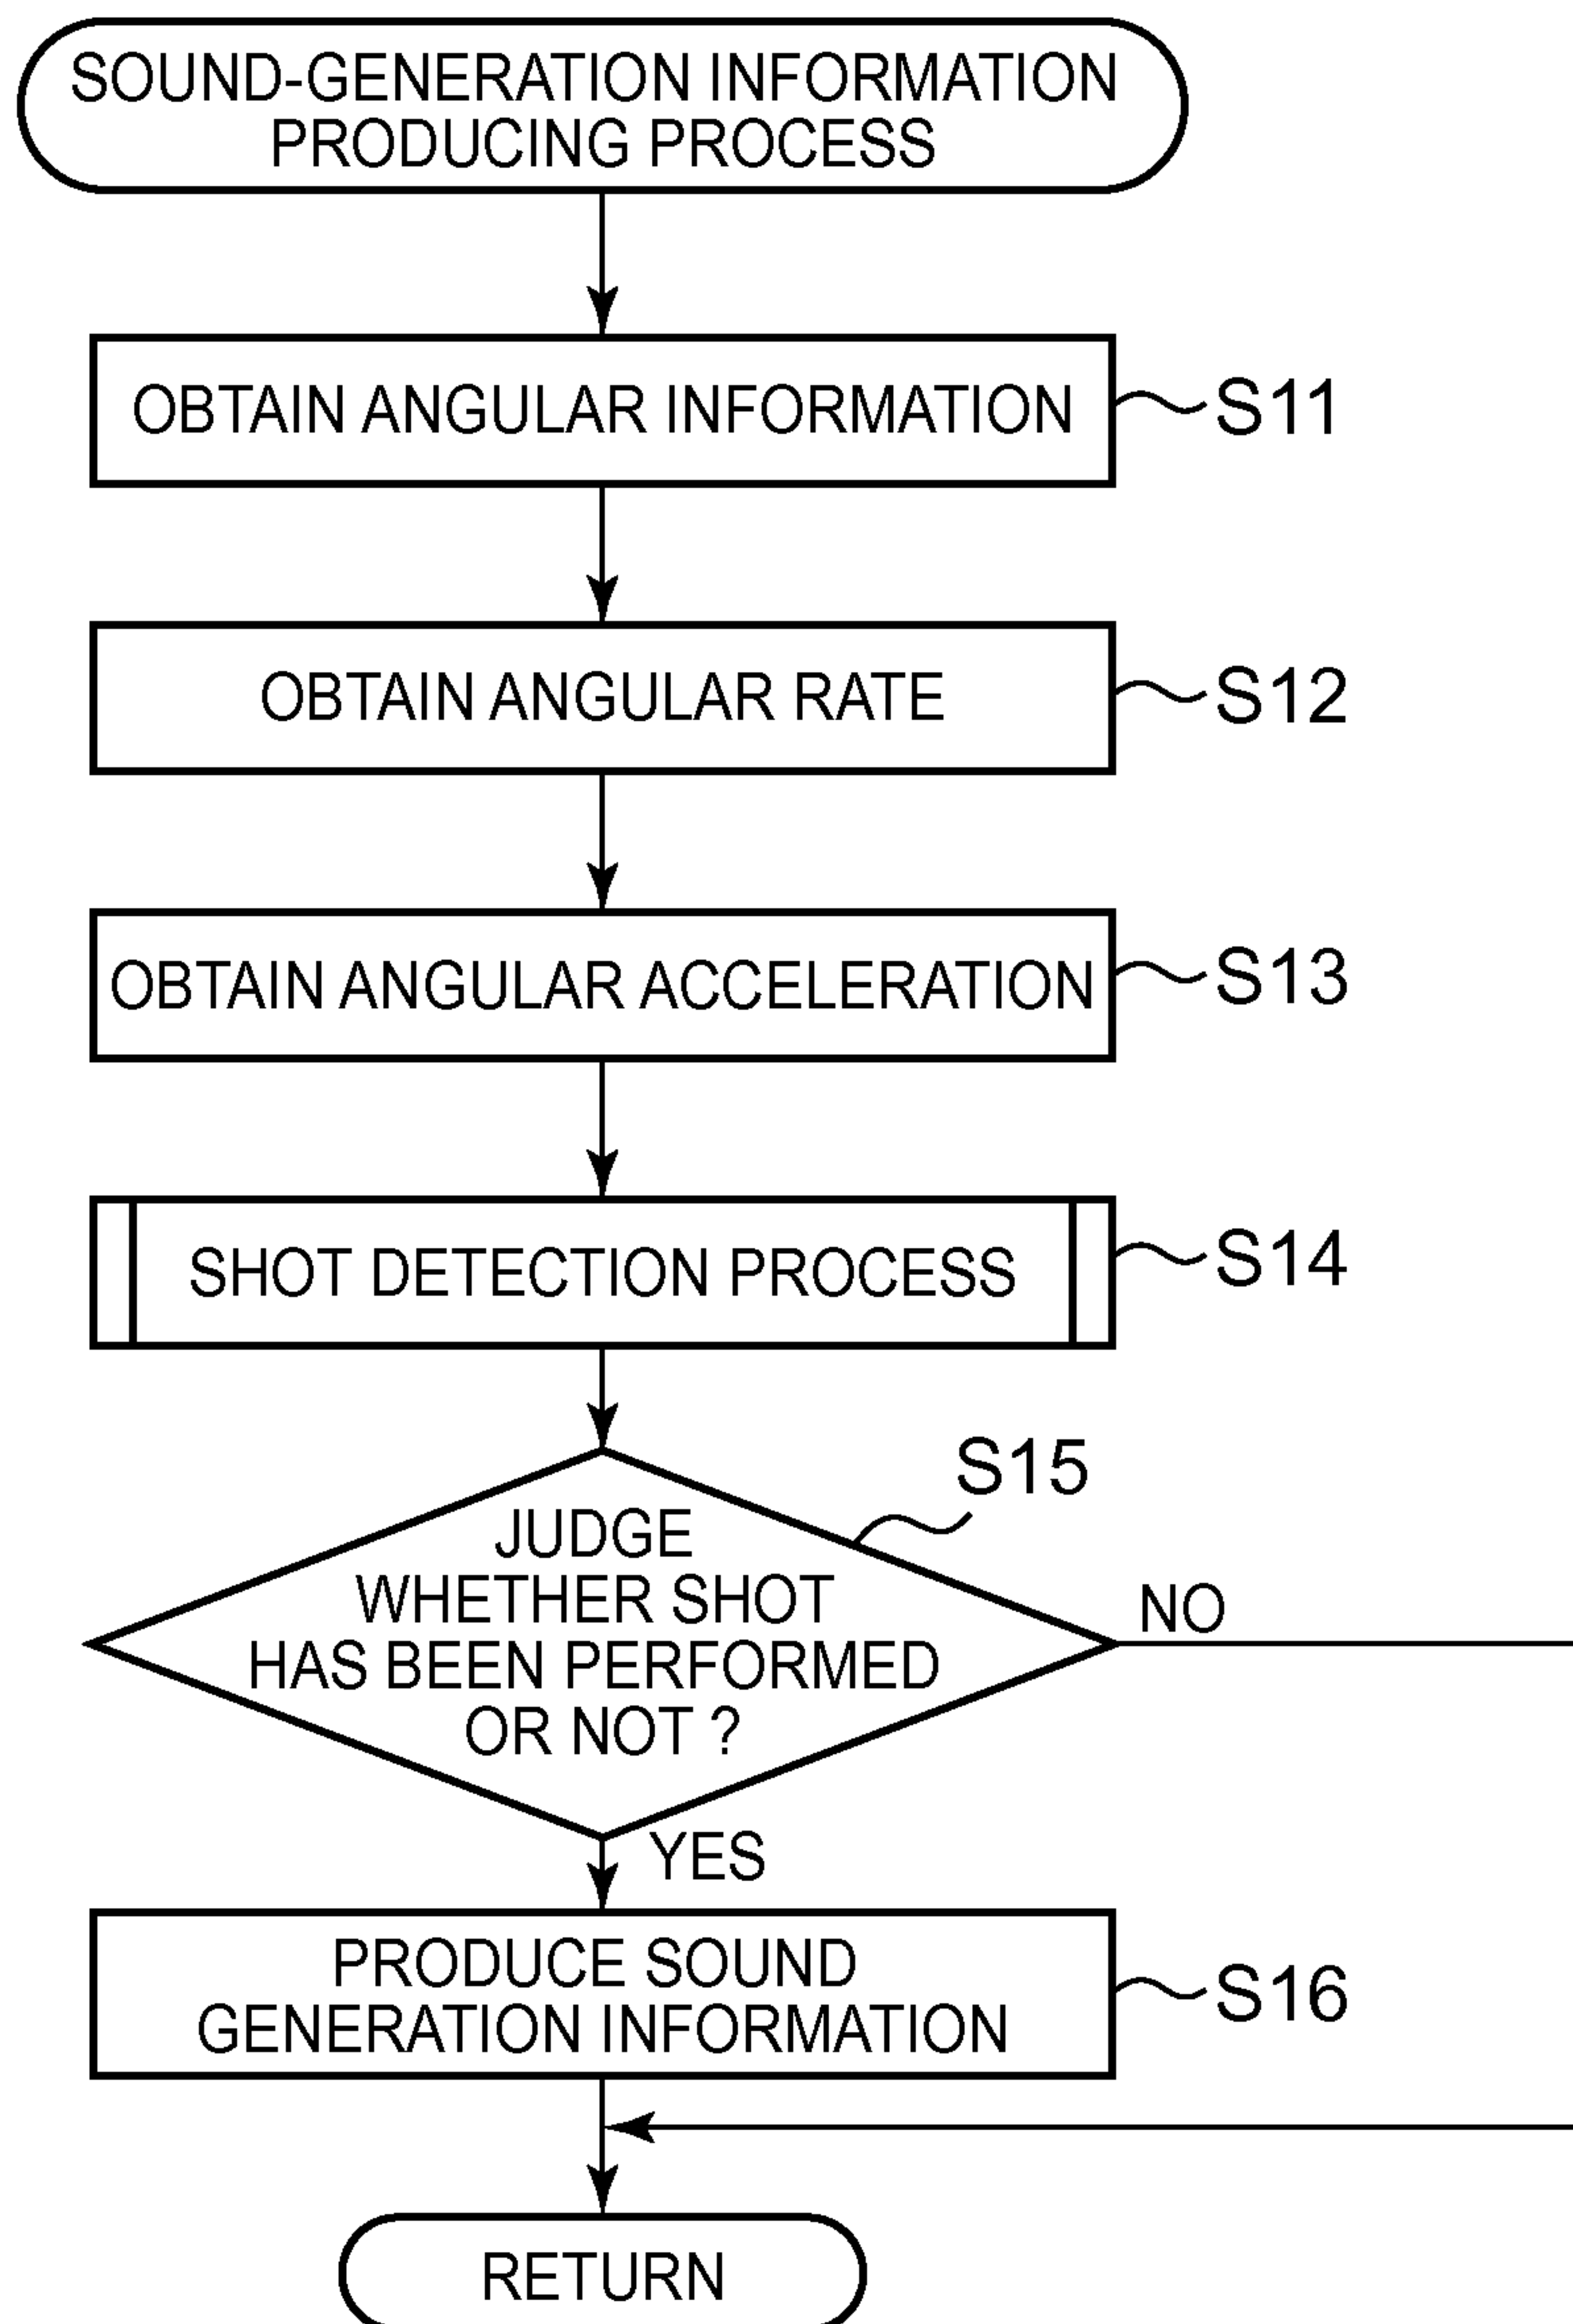 SOUND-GENERATION INFORMATION
PRODUCING PROCESS
OBTAIN ANGULAR INFORMATION
S11
OBTAIN ANGULAR RATE
S12
OBTAIN ANGULAR ACCELERATION
S13
SHOT DETECTION PROCESS
S14
S15
JUDGE
WHETHER SHOT
HAS BEEN PERFORMED
OR NOT ?
NO
YES
PRODUCE SOUND
GENERATION INFORMATION
S16
RETURN